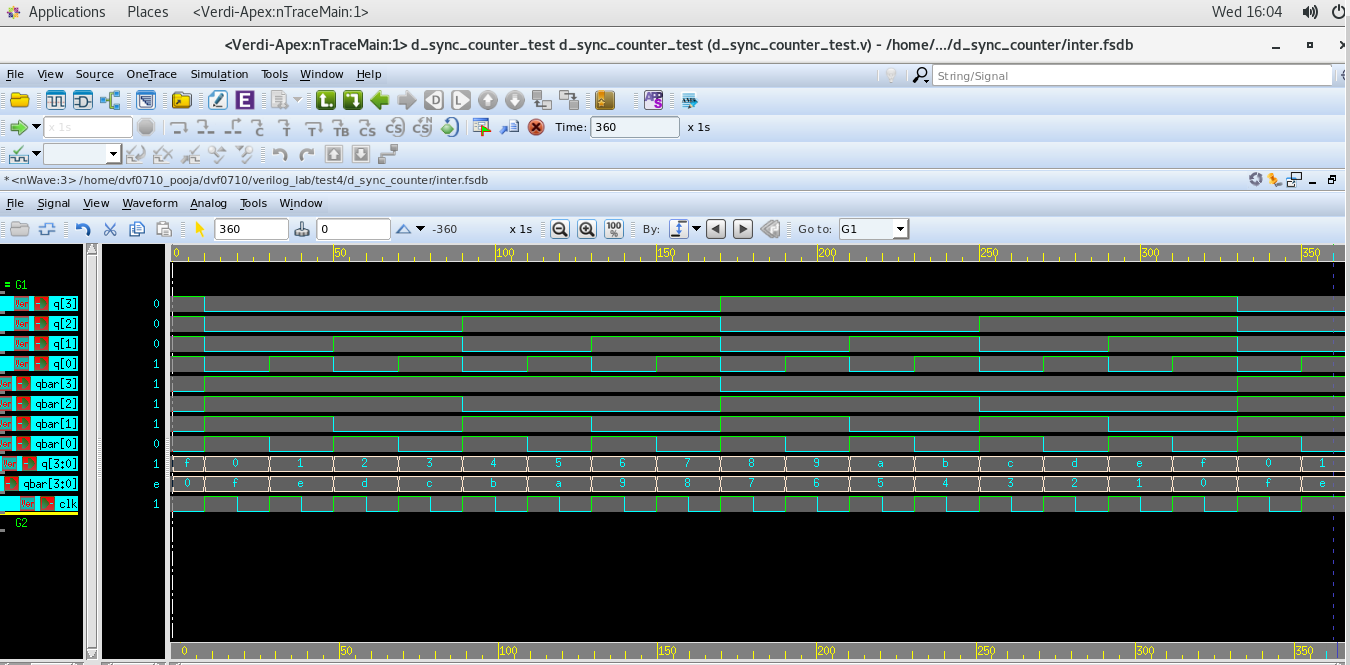 Applications Places <Verdi-Apex:nTraceMain:1> Wed 16:04
<Verdi-Apex:nTraceMain:1> d_sync_counter_test d_sync_counter_test (d_sync_counter_test.v) - /home/.../d_sync_counter/inter.fsdb
File View Source OneTrace Simulation Tools Window Help
String/Signal
E L. D L APPS
x 1s C T T TB CS CS CS Time: 360 x 1s
*<nWave:3> /home/dvf0710_pooja/dvf0710/verilog_lab/test4/d_sync_counter/inter.fsdb
File Signal View Waveform Analog Tools Window
360 0 -360 x 1s 100 % By: Go to: G1
0 50 100 150 200 250 300 350
= G1
q[3] 0
q[2] 0
q[1] 0
q[0] 1
qbar[3] 1
qbar[2] 1
qbar[1] 1
qbar[0] 0
q[3:0] 1 f 0 1 2 3 4 5 6 7 8 9 a b c d e f 0 1
qbar[3:0] e 0 f e d c b a 9 8 7 6 5 4 3 2 1 0 f e
clk 1
G2
0 50 100 150 200 250 300 350